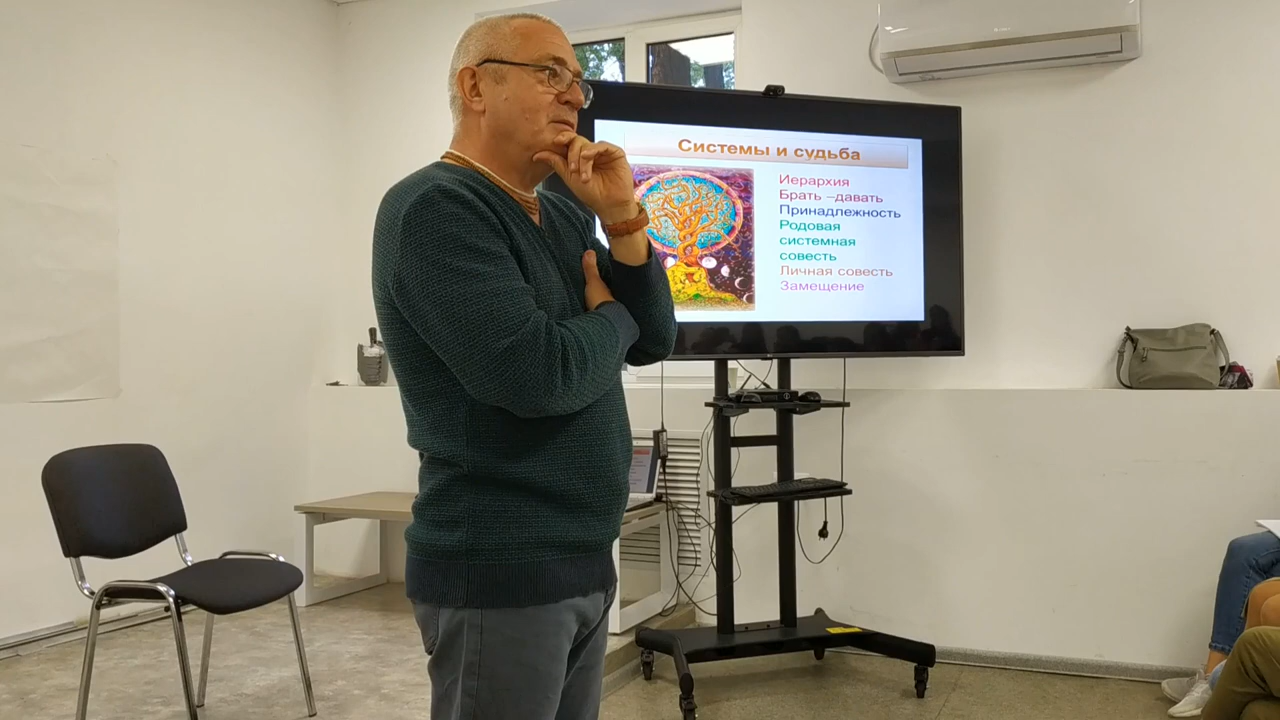 Системы и судьба
Иерархия
Брать –давать
Принадлежность
Родовая
системная
совесть
Личная совесть
Замещение